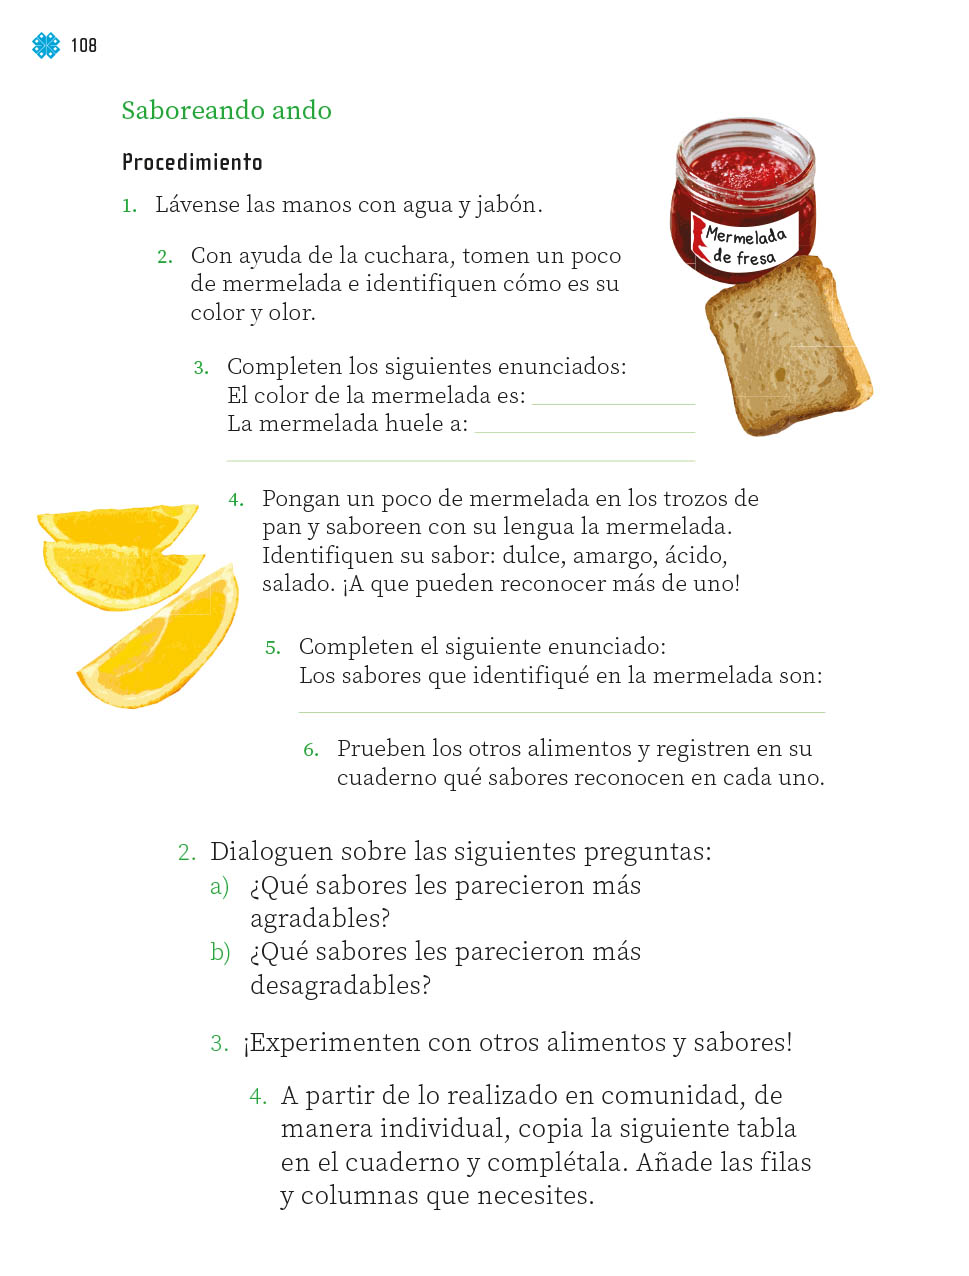 108
Saboreando ando
Procedimiento
1. Lávense las manos con agua y jabón.
2. Con ayuda de la cuchara, tomen un poco
de mermelada e identifiquen cómo es su
color y olor.
3. Completen los siguientes enunciados:
El color de la mermelada es:
La mermelada huele a:
Mermelada
de fresa
4. Pongan un poco de mermelada en los trozos de
pan y saboreen con su lengua la mermelada.
Identifiquen su sabor: dulce, amargo, ácido,
salado. ¡A que pueden reconocer más de uno!
5. Completen el siguiente enunciado:
Los sabores que identifiqué en la mermelada son:
6. Prueben los otros alimentos y registren en su
cuaderno qué sabores reconocen en cada uno.
2. Dialoguen sobre las siguientes preguntas:
a) ¿Qué sabores les parecieron más
agradables?
b) ¿Qué sabores les parecieron más
desagradables?
3. ¡Experimenten con otros alimentos y sabores!
4. A partir de lo realizado en comunidad, de
manera individual, copia la siguiente tabla
en el cuaderno y complétala. Añade las filas
y columnas que necesites.